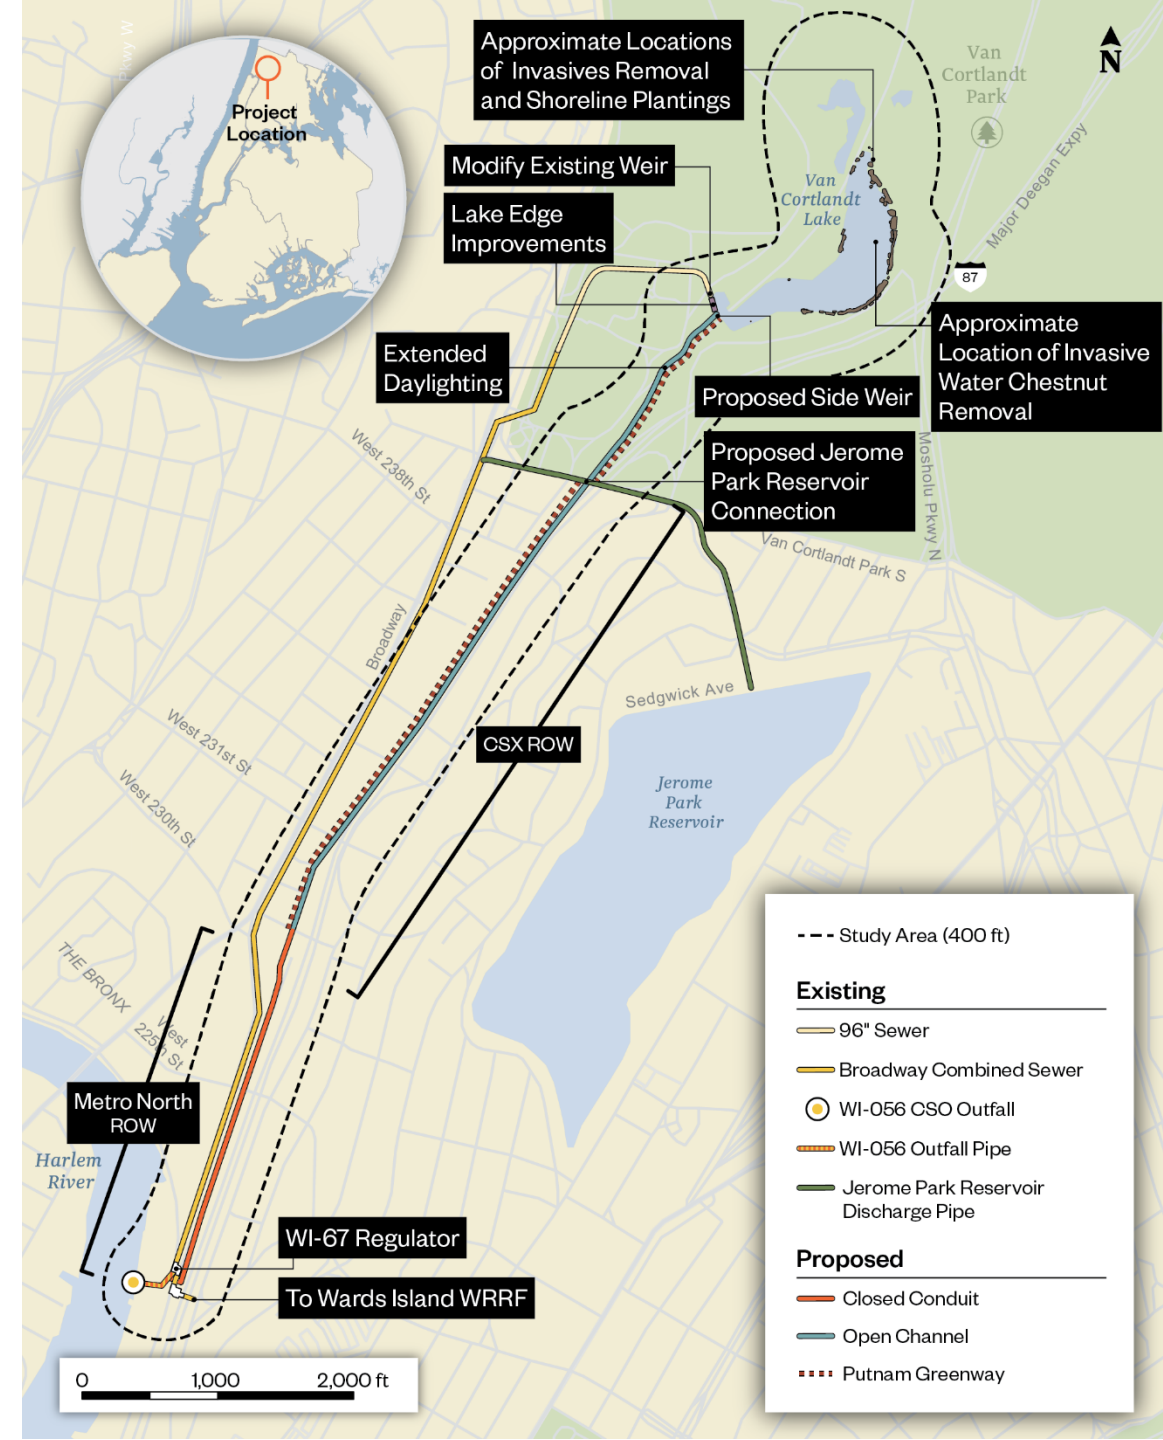 Pkwy W
Approximate Locations
of Invasives Removal
and Shoreline Plantings
N
Van
Cortlandt
Park
Project
Location
Modify Existing Weir
Lake Edge
Improvements
Van
Cortlandt
Lake
Major Deegan Expy
87
Extended
Daylighting
Approximate
Location of Invasive
Water Chestnut
Removal
Proposed Side Weir
Proposed Jerome
Park Reservoir
Connection
West 238th St
Mosholu Pkwy N
Van Cortlandt Park S
Broadway
Sedgwick Ave
West 231st St
CSX ROW
West 230th St
Jerome
Park
Reservoir
THE BRONX
West
225th St
Metro North
ROW
Harlem
River
WI-67 Regulator
To Wards Island WRRF
0 1,000 2,000 ft
Study Area (400 ft)
Existing
96" Sewer
Broadway Combined Sewer
WI-056 CSO Outfall
WI-056 Outfall Pipe
Jerome Park Reservoir
Discharge Pipe
Proposed
Closed Conduit
Open Channel
Putnam Greenway